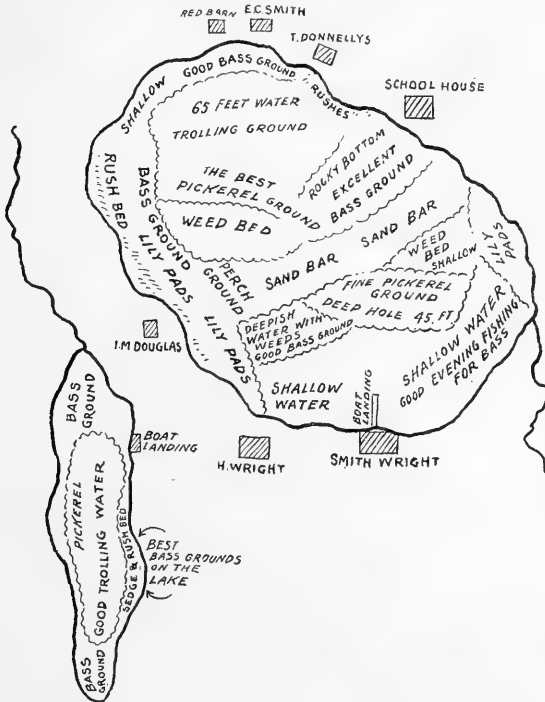 RED BARN
E.C. SMITH
T. DONNELLYS
SCHOOL HOUSE
SHALLOW GOOD BASS GROUND
RUSHES
65 FEET WATER
TROLLING GROUND
ROCKY BOTTOM
EXCELLENT
BASS GROUND
THE BEST
PICKEREL GROUND
WEED BED
RUSH BED
BASS GROUND
LILY PADS
PERCH
GROUND
LILY PADS
SAND BAR
SAND BAR
WEED
BED
SHALLOW
LILY
PADS
FINE PICKEREL
GROUND
DEEP HOLE 45. FT
DEEPISH
WATER WITH
WEEDS
GOOD BASS GROUND
SHALLOW WATER
GOOD EVENING FISHING
FOR BASS
SHALLOW
WATER
BOAT
LANDING
I.M DOUGLAS
H. WRIGHT
SMITH WRIGHT
BASS
GROUND
BOAT
LANDING
PICKEREL
GOOD TROLLING WATER
SEDGE & RUSH BED
BEST
BASS GROUNDS
ON THE
LAKE
BASS
GROUND